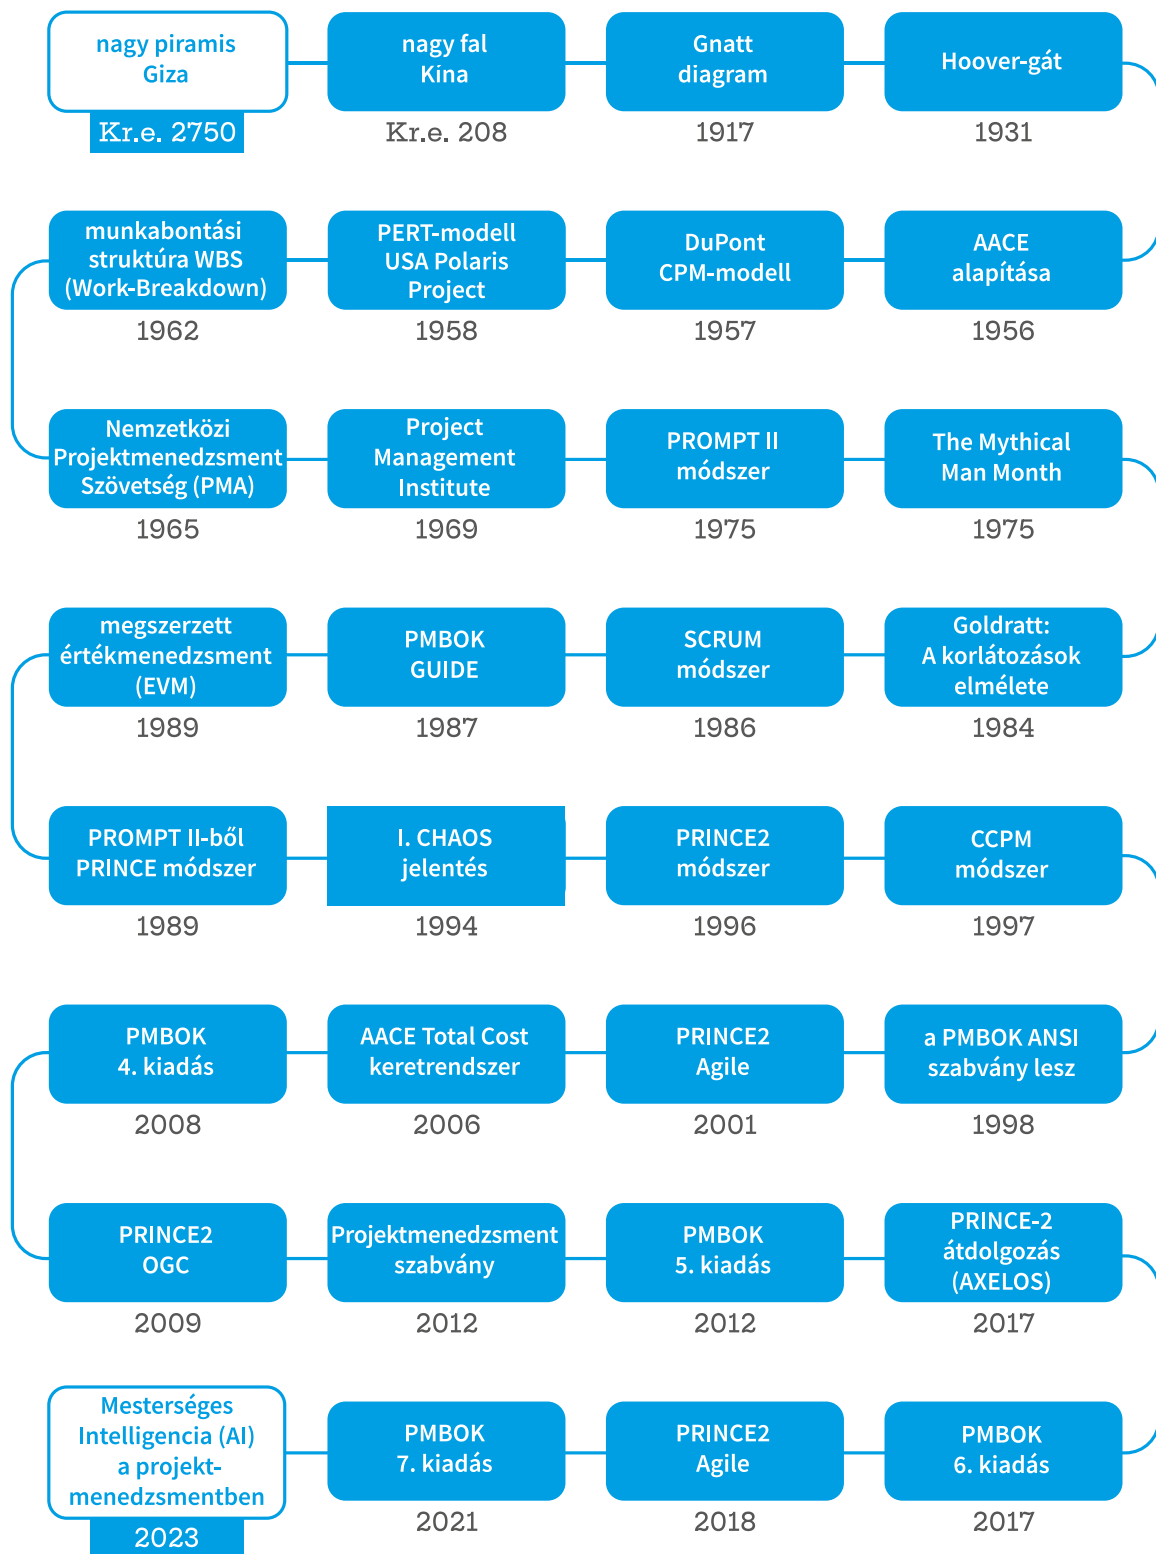 nagy piramis
Giza
Kr.e. 2750
nagy fal
Kína
Kr.e. 208
Gnatt
diagram
1917
Hoover-gát
1931
AACE
alapítása
1956
DuPont
CPM-modell
1957
PERT-modell
USA Polaris
Project
1958
munkabontási
struktúra WBS
(Work-Breakdown)
1962
Nemzetközi
Projektmenedzsment
Szövetség (PMA)
1965
Project
Management
Institute
1969
PROMPT II
módszer
1975
The Mythical
Man Month
1975
Goldratt:
A korlátozások
elmélete
1984
SCRUM
módszer
1986
PMBOK
GUIDE
1987
megszerzett
értékmenedzsment
(EVM)
1989
PROMPT II-ből
PRINCE módszer
1989
I. CHAOS
jelentés
1994
PRINCE2
módszer
1996
CCPM
módszer
1997
a PMBOK ANSI
szabvány lesz
1998
PRINCE2
Agile
2001
AACE Total Cost
keretrendszer
2006
PMBOK
4. kiadás
2008
PRINCE2
OGC
2009
Projektmenedzsment
szabvány
2012
PMBOK
5. kiadás
2012
PRINCE-2
átdolgozás
(AXELOS)
2017
PMBOK
6. kiadás
2017
PRINCE2
Agile
2018
PMBOK
7. kiadás
2021
Mesterséges
Intelligencia (AI)
a projekt-
menedzsmentben
2023